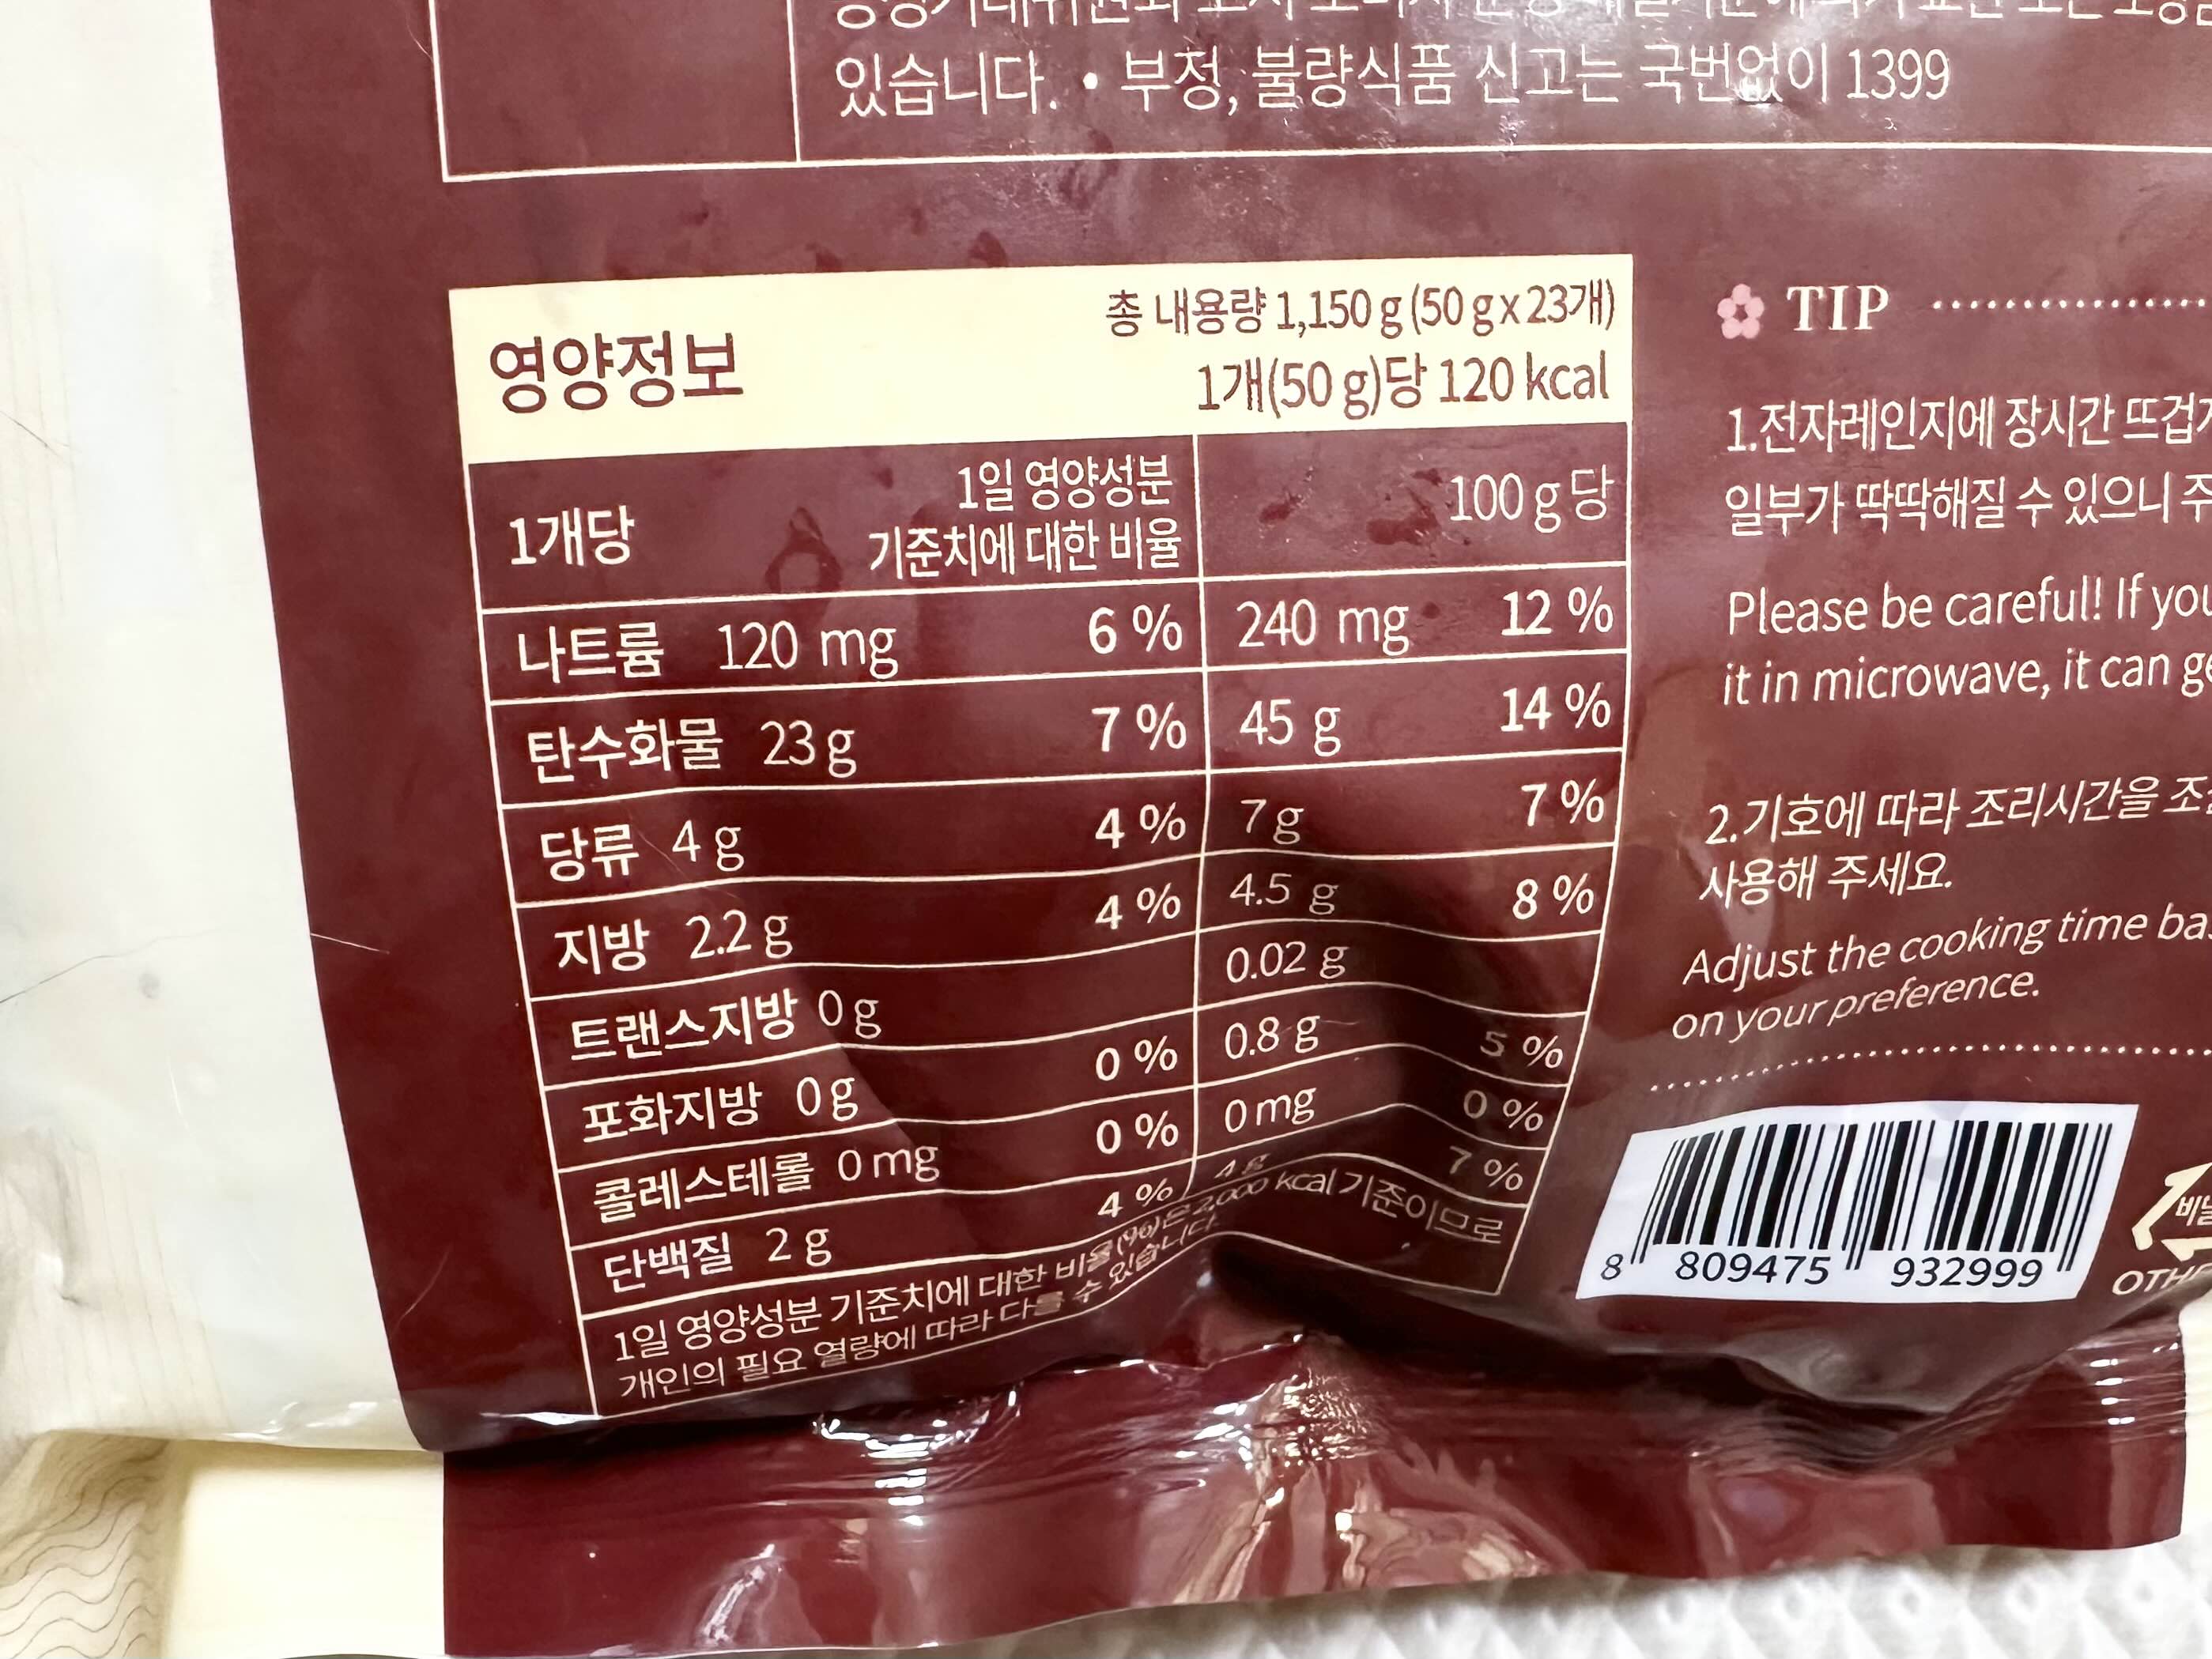 있습니다. • 부정, 불량식품 신고는 국번없이 1399
영양정보
총 내용량 1,150 g (50 g x 23개)
1개(50 g)당 120 kcal
1개당
1일 영양성분
기준치에 대한 비율
100 g 당
나트륨 120 mg 6 % 240 mg 12 %
탄수화물 23 g 7 % 45 g 14 %
당류 4 g 4 % 7 g 7 %
지방 2.2 g 4 % 4.5 g 8 %
트랜스지방 0 g 0.02 g
포화지방 0 g 0 % 0.8 g 5 %
콜레스테롤 0 mg 0 % 0 mg 0 %
단백질 2 g 4 % 4 g 7 %
1일 영양성분 기준치에 대한 비율(%)은 2,000 kcal 기준이므로
개인의 필요 열량에 따라 다를 수 있습니다.
TIP
1.전자레인지에 장시간 뜨겁
일부가 딱딱해질 수 있으니 주
Please be careful! If you
it in microwave, it can
2.기호에 따라 조리시간을
사용해 주세요.
Adjust the cooking time
on your preference.
8 809475 932999
비닐